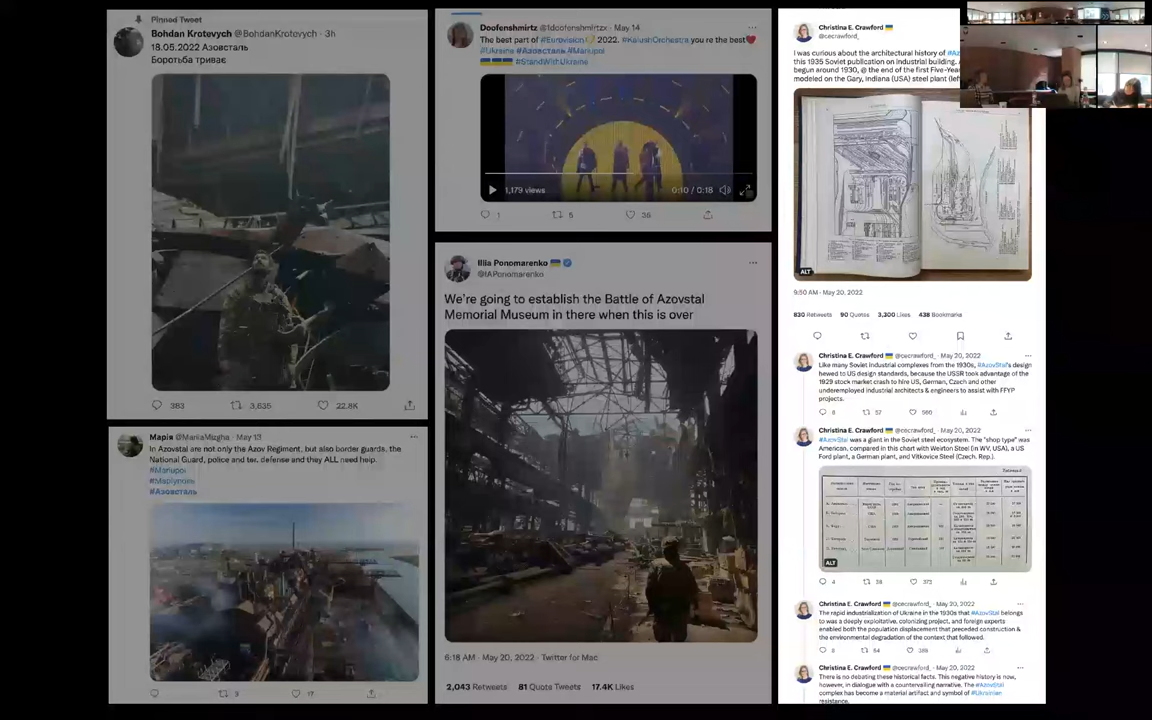 Pinned Tweet
Bohdan Krotevych @BohdanKrotevych · 3h
18.05.2022 Азовсталь
Боротьба триває
383 3,635 22.8K
Марія @MariiaMizgha · May 13
In Azovstal are not only the Azov Regiment, but also border guards, the
National Guard, police and ter. defense and they ALL need help.
#Mariupol
#Маріуполь
#Азовсталь
3 17
Doofenshmirtz @1doofenshmirtzx · May 14
The best part of #Eurovision 2022. #KalushOrchestra you re the best
#Ukraine #Азовсталь #Mariupol
#StandWithUkraine
1,179 views 0:10 / 0:18
1 5 38
Illia Ponomarenko
@IAPonomarenko
We're going to establish the Battle of Azovstal
Memorial Museum in there when this is over
6:18 AM · May 20, 2022 · Twitter for Mac
2,043 Retweets 81 Quote Tweets 17.4K Likes
Christina E. Crawford
@cecrawford_
I was curious about the architectural history of
this 1935 Soviet publication on industrial building.
begun around 1930, @ the end of the first Five-Year
modeled on the Gary, Indiana (USA) steel plant
ALT
9:50 AM · May 20, 2022
830 Retweets 90 Quotes 3,300 Likes 438 Bookmarks
Christina E. Crawford @cecrawford_ · May 20, 2022
Like many Soviet industrial complexes from the 1930s, #AzovStal's design
hewed to US design standards, because the USSR took advantage of the
1929 stock market crash to hire US, German, Czech and other
underemployed industrial architects & engineers to assist with FFYP
projects.
8 57 560
Christina E. Crawford @cecrawford_ · May 20, 2022
#AzovStal was a giant in the Soviet steel ecosystem. The "shop type" was
American, compared in this chart with Weirton Steel (in WV, USA), a US
Ford plant, a German plant, and Vitkovice Steel (Czech. Rep.).
ALT
4 38 373
Christina E. Crawford @cecrawford_ · May 20, 2022
The rapid industrialization of Ukraine in the 1930s that #AzovStal belongs
to was a deeply exploitative, colonizing project, and foreign experts
enabled both the population displacement that preceded construction &
the environmental degradation of the context that followed.
8 54 388
Christina E. Crawford @cecrawford_ · May 20, 2022
There is no debating these historical facts. This negative history is now,
however, in dialogue with a countervailing narrative. The #AzovStal
complex has become a material artifact and symbol of #Ukrainian
resistance.